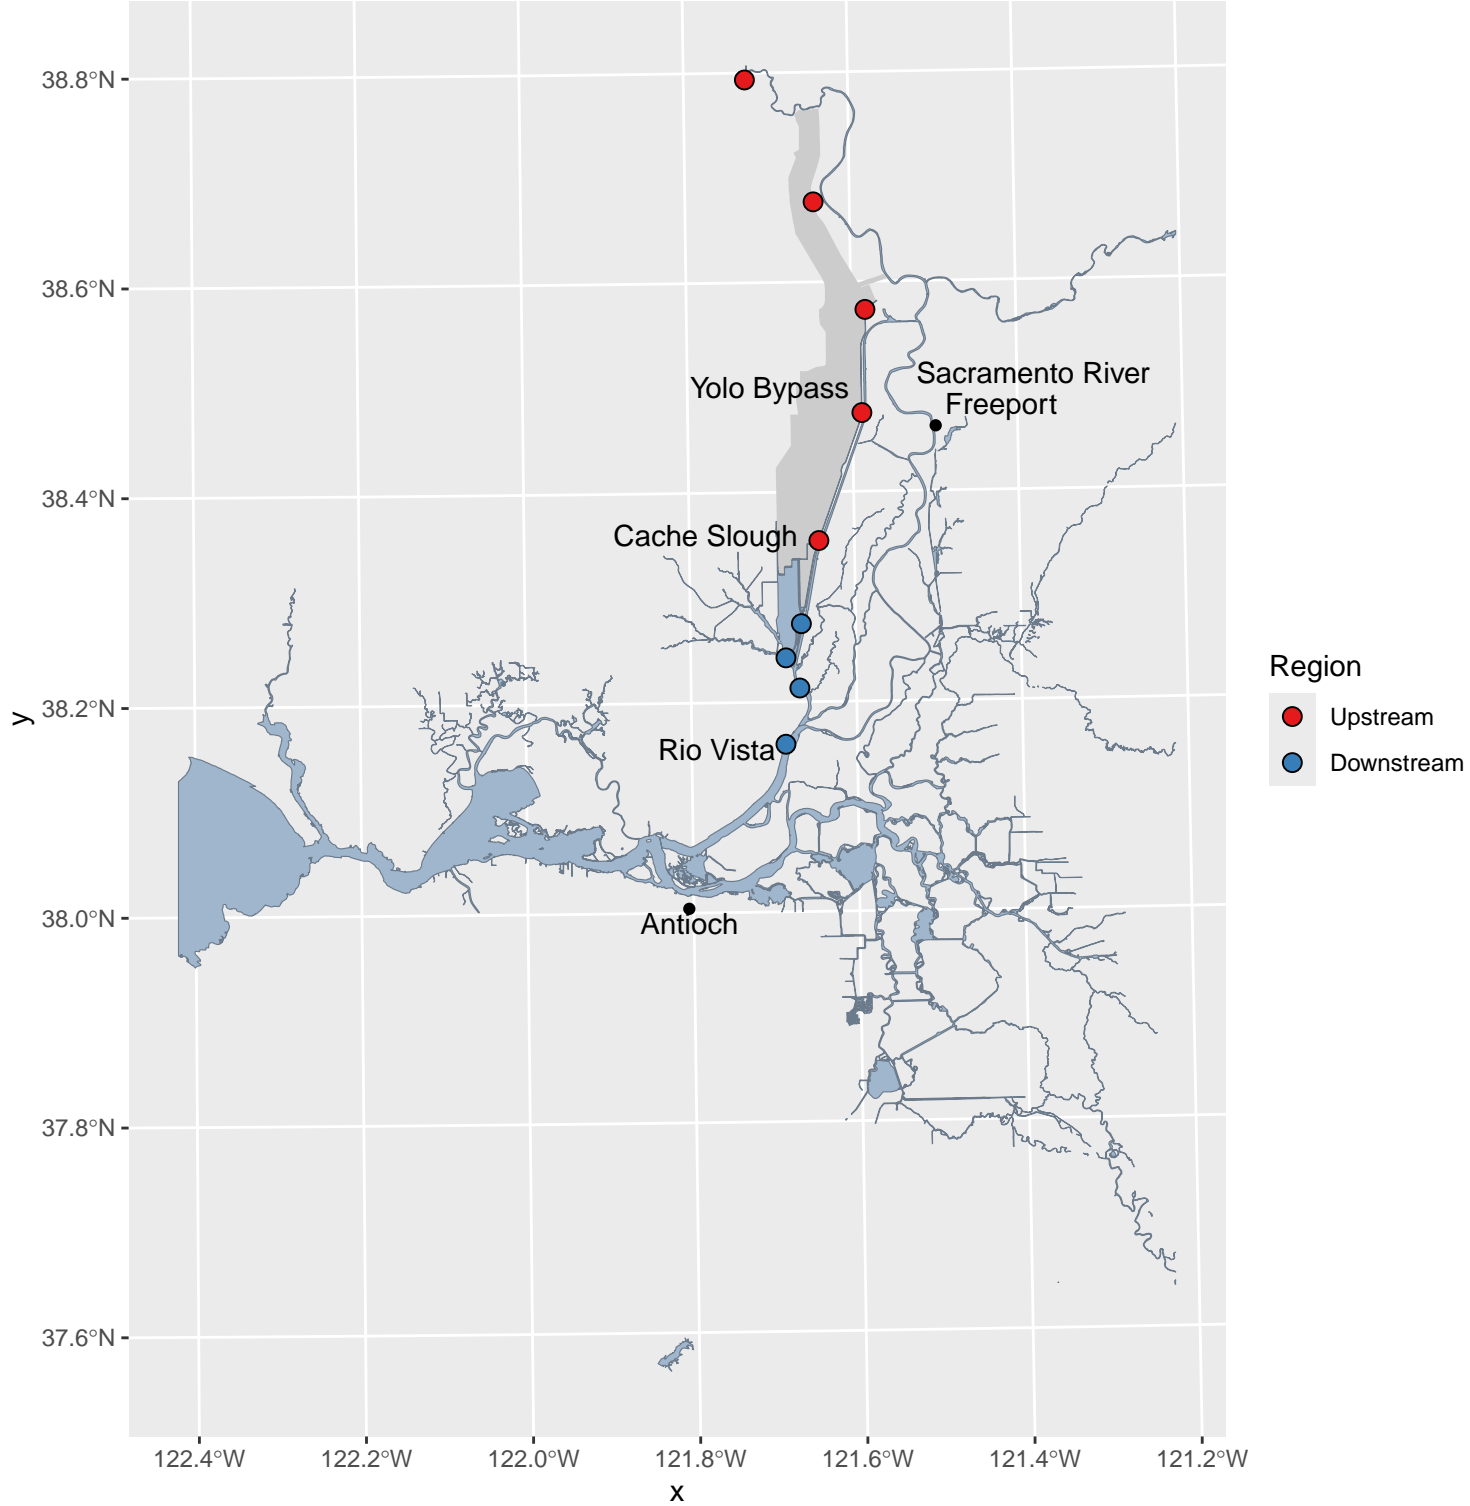 38.8°N
38.6°N
38.4°N
38.2°N
38.0°N
37.8°N
37.6°N
y
Yolo Bypass
Sacramento River
Freeport
Cache Slough
Rio Vista
Antioch
122.4°W
122.2°W
122.0°W
121.8°W
121.6°W
121.4°W
121.2°W
x
Region
Upstream
Downstream